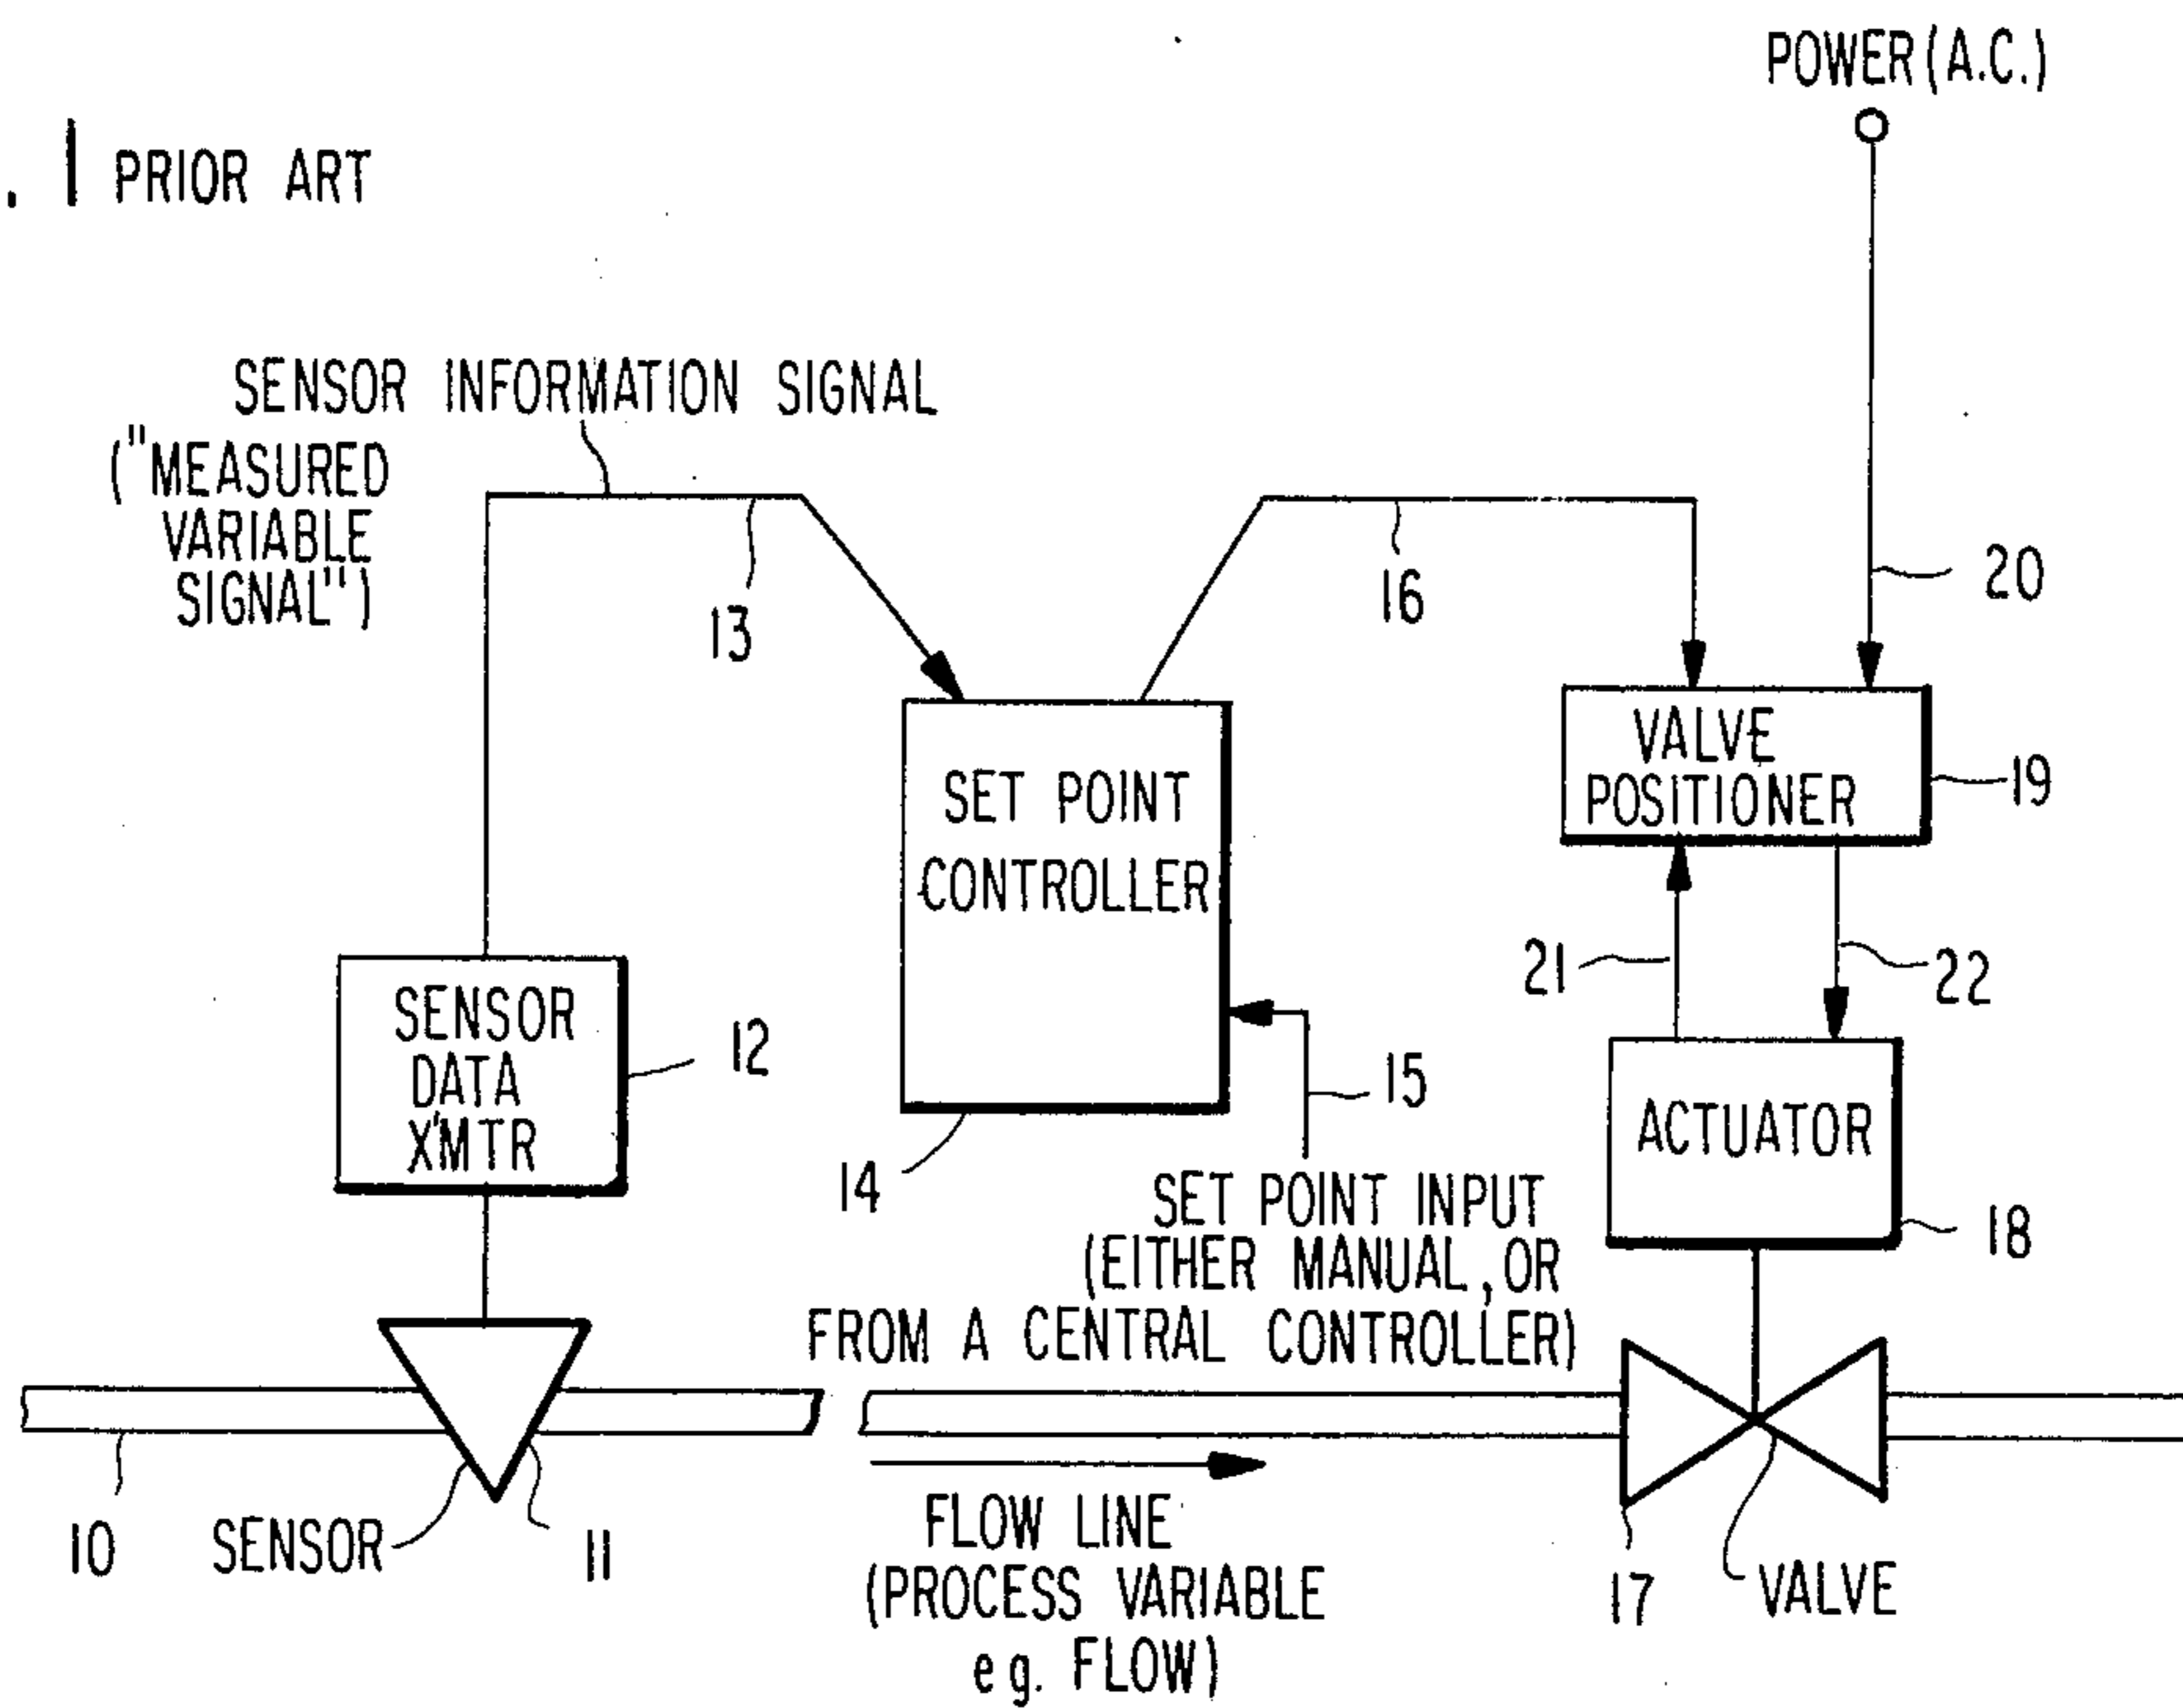 . 1 PRIOR ART
POWER (A.C.)
SENSOR INFORMATION SIGNAL
("MEASURED
VARIABLE
SIGNAL")
13
16
20
SET POINT
CONTROLLER
VALVE
POSITIONER
19
21
22
SENSOR
DATA
X'MTR
12
14
15
SET POINT INPUT
(EITHER MANUAL, OR
FROM A CENTRAL CONTROLLER)
ACTUATOR
18
10
SENSOR
11
FLOW LINE
(PROCESS VARIABLE
eg. FLOW)
17
VALVE